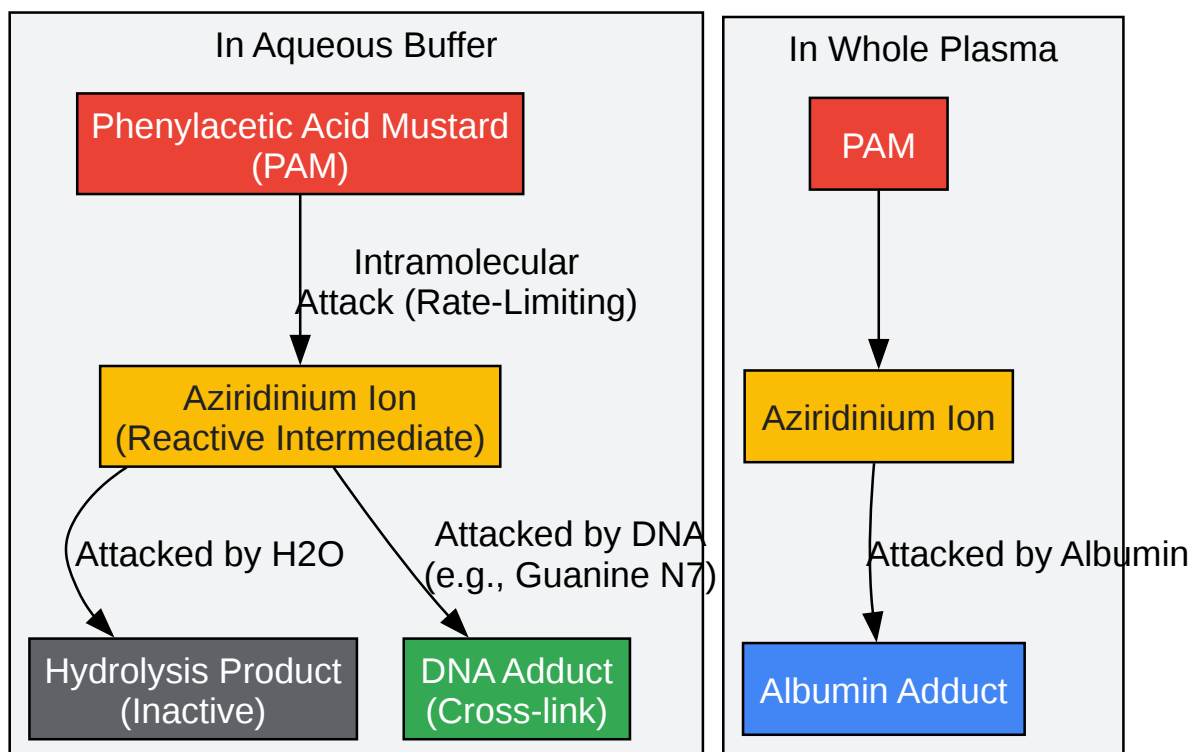 In Aqueous Buffer
Phenylacetic Acid Mustard
(PAM)
Intramolecular
Attack (Rate-Limiting)
Aziridinium Ion
(Reactive Intermediate)
Attacked by H2O
Attacked by DNA
(e.g., Guanine N7)
Hydrolysis Product
(Inactive)
DNA Adduct
(Cross-link)
In Whole Plasma
PAM
Aziridinium Ion
Attacked by Albumin
Albumin Adduct